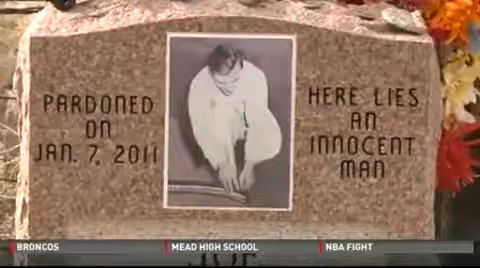 PARDONED
ON
JAN. 7, 2011
HERE LIES
AN
INNOCENT
MAN
BRONCOS
MEAD HIGH SCHOOL
NBA FIGHT